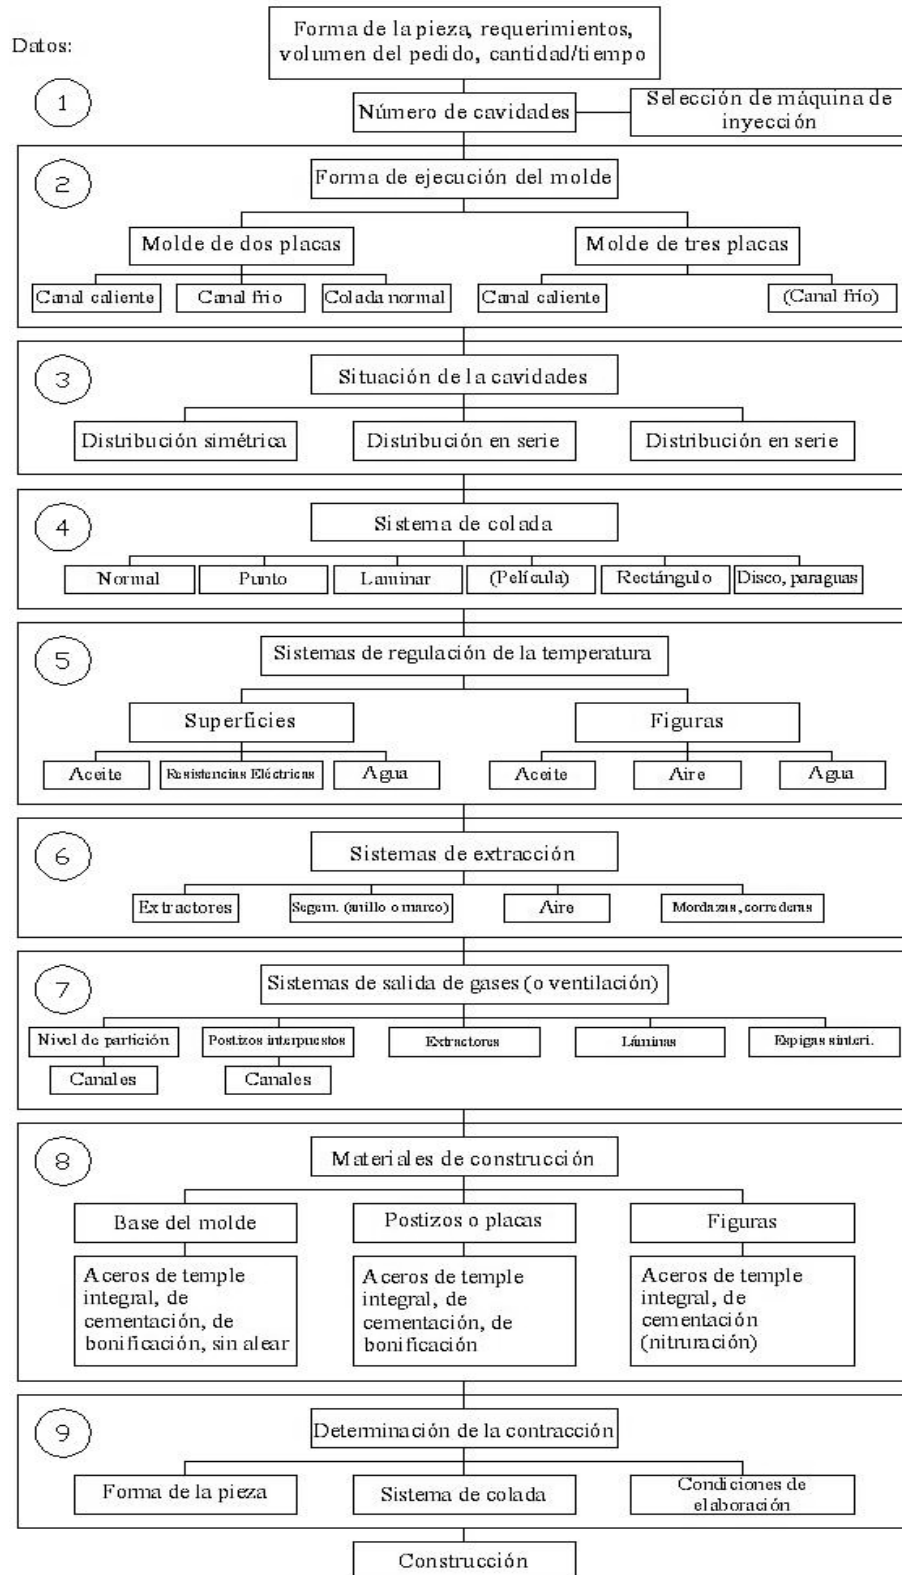 Datos:
Forma de la pieza, requerimientos,
volumen del pedido, cantidad/tiempo
1
Número de cavidades
Selección de máquina de
inyección
2
Forma de ejecución del molde
Molde de dos placas
Molde de tres placas
Canal caliente
Canal frio
Colada normal
Canal caliente
(Canal frío)
3
Situación de la cavidades
Distribución simétrica
Distribución en serie
Distribución en serie
4
Sistema de colada
Normal
Punto
Laminar
(Película)
Rectángulo
Disco, paraguas
5
Sistemas de regulación de la temperatura
Superficies
Figuras
Aceite
Resistencias Eléctricas
Agua
Aceite
Aire
Agua
6
Sistemas de extracción
Extractores
Segem. (anillo o marco)
Aire
Mordazas, correderas
7
Sistemas de salida de gases (o ventilación)
Nivel de partición
Postizos interpuestos
Extractores
Láminas
Espigas sinteri.
Canales
Canales
8
Materiales de construcción
Base del molde
Postizos o placas
Figuras
Aceros de temple
integral, de
cementación, de
bonificación, sin alear
Aceros de temple
integral, de
cementación, de
bonificación
Aceros de temple
integral, de
cementación
(nitruración)
9
Determinación de la contracción
Forma de la pieza
Sistema de colada
Condiciones de
elaboración
Construcción